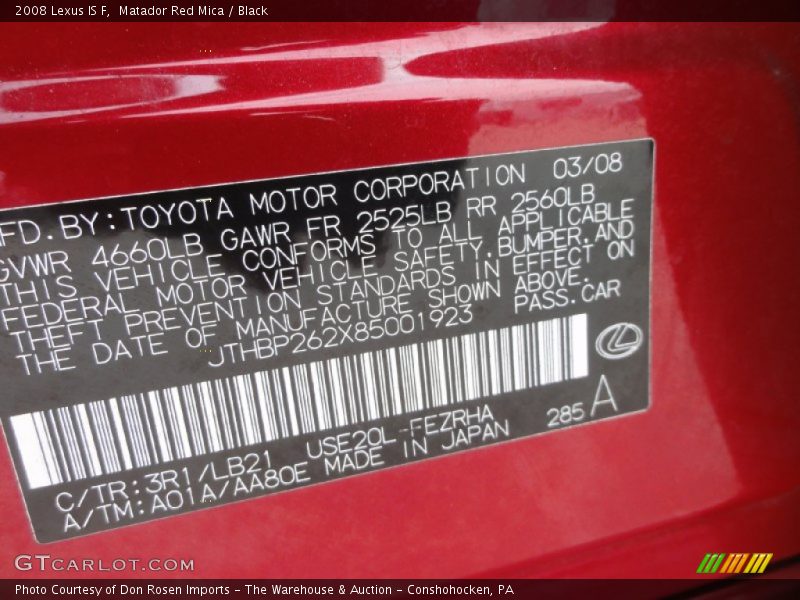 2008 Lexus IS F,  Matador Red Mica / Black
MFD. BY: TOYOTA MOTOR CORPORATION 03/08
GVWR 4660LB GAWR FR 2525LB RR 2560LB
THIS VEHICLE CONFORMS TO ALL APPLICABLE
FEDERAL MOTOR VEHICLE SAFETY, BUMPER, AND
THEFT PREVENTION STANDARDS IN EFFECT ON
THE DATE OF MANUFACTURE SHOWN ABOVE.
JTHBP262X85001923 PASS. CAR
C/TR: 3R1/LB21 USE20L-FEZRHA 285 A
A/TM: A01A/AA80E MADE IN JAPAN
GTCARLOT.COM
Photo Courtesy of Don Rosen Imports - The Warehouse & Auction - Conshohocken, PA